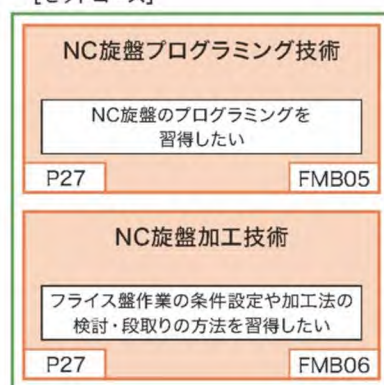 NC旋盤プログラミング技術
NC旋盤のプログラミングを
習得したい
P27
FMB05
NC旋盤加工技術
フライス盤作業の条件設定や加工法の
検討・段取りの方法を習得したい
P27
FMB06